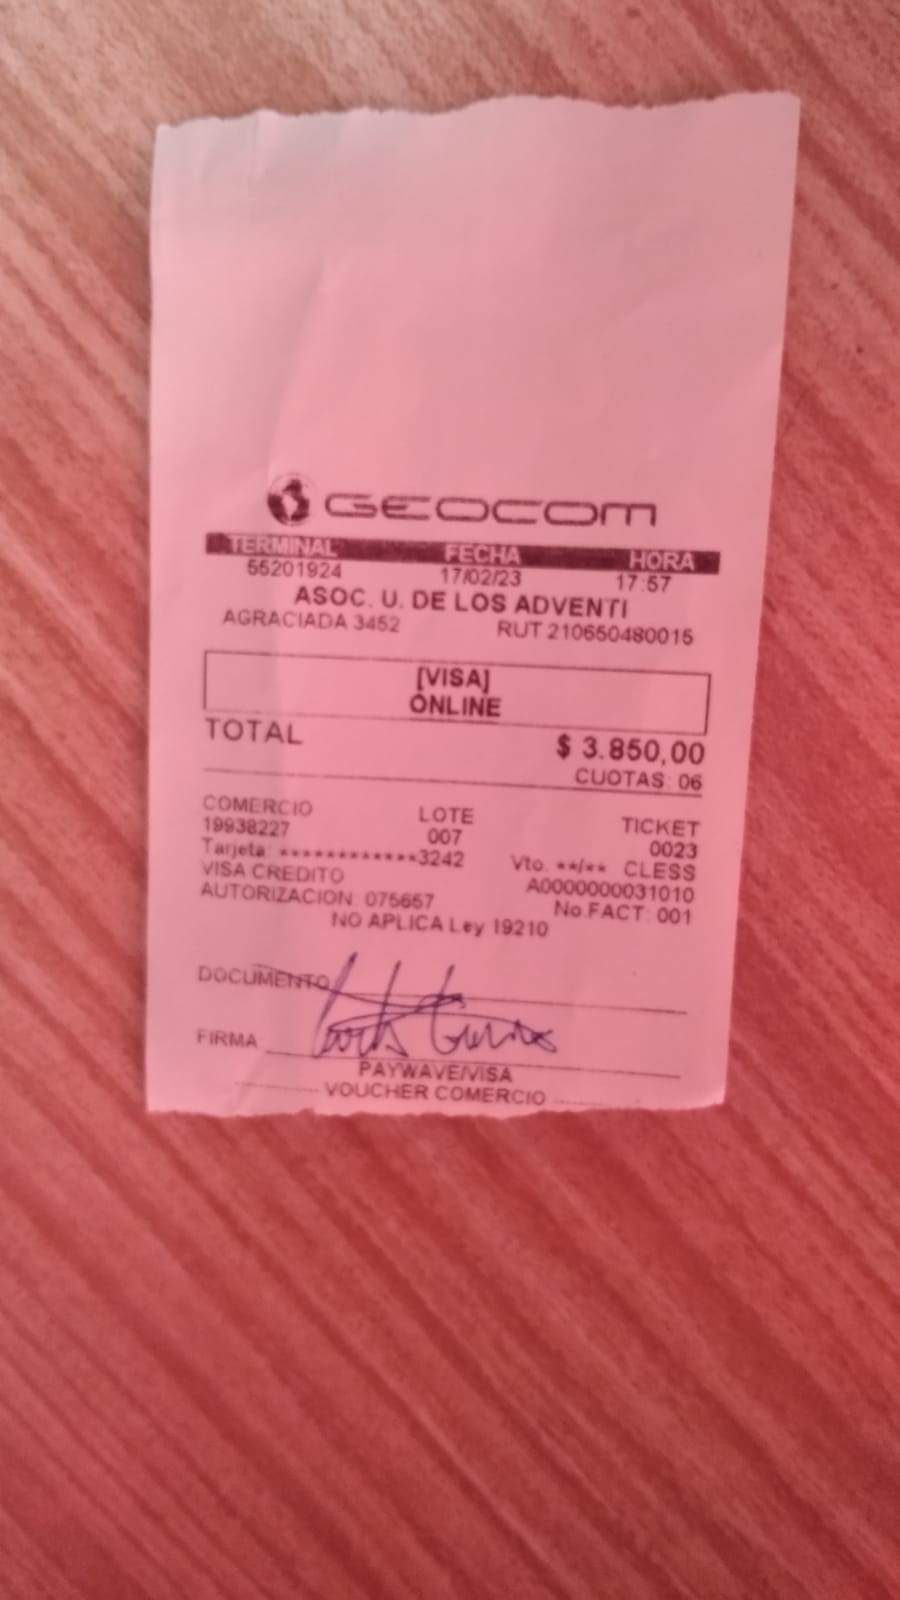 GEOCOM
TERMINAL FECHA HORA
55201924 17/02/23 17:57
ASOC. U. DE LOS ADVENTI
AGRACIADA 3452 RUT 210650480015
[VISA]
ONLINE
TOTAL $ 3.850,00
CUOTAS: 06
COMERCIO LOTE TICKET
19938227 007 0023
Tarjeta: ************3242 Vto. **/** CLESS
VISA CREDITO A0000000031010
AUTORIZACION: 075657 No.FACT: 001
NO APLICA Ley 19210
DOCUMENTO
FIRMA
PAYWAVE/VISA
VOUCHER COMERCIO